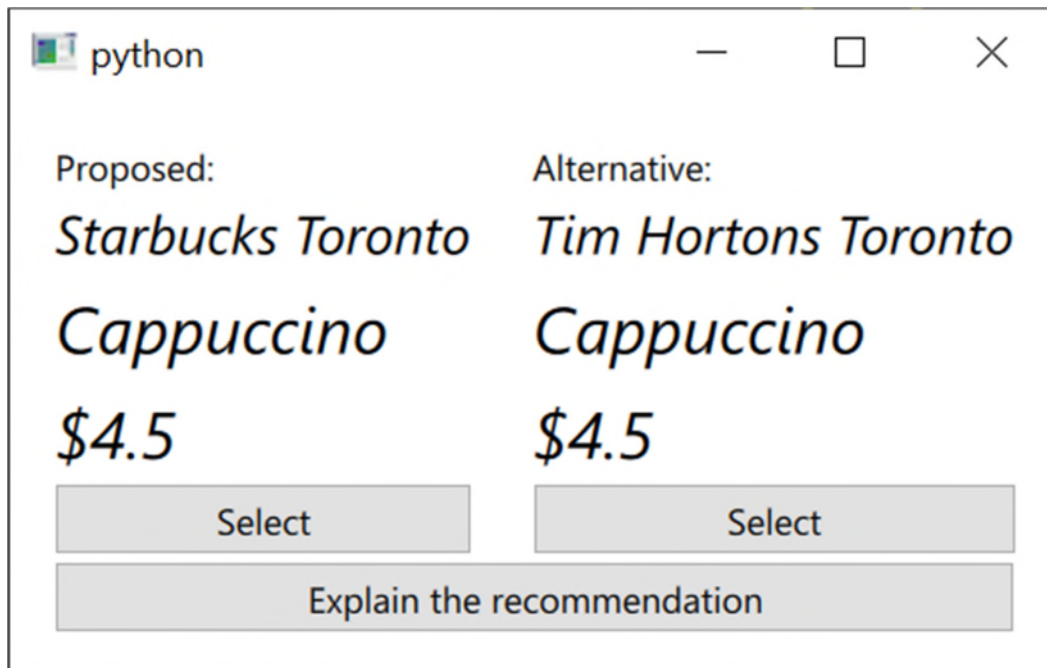 python
Proposed:
Starbucks Toronto
Cappuccino
$4.5
Select
Alternative:
Tim Hortons Toronto
Cappuccino
$4.5
Select
Explain the recommendation